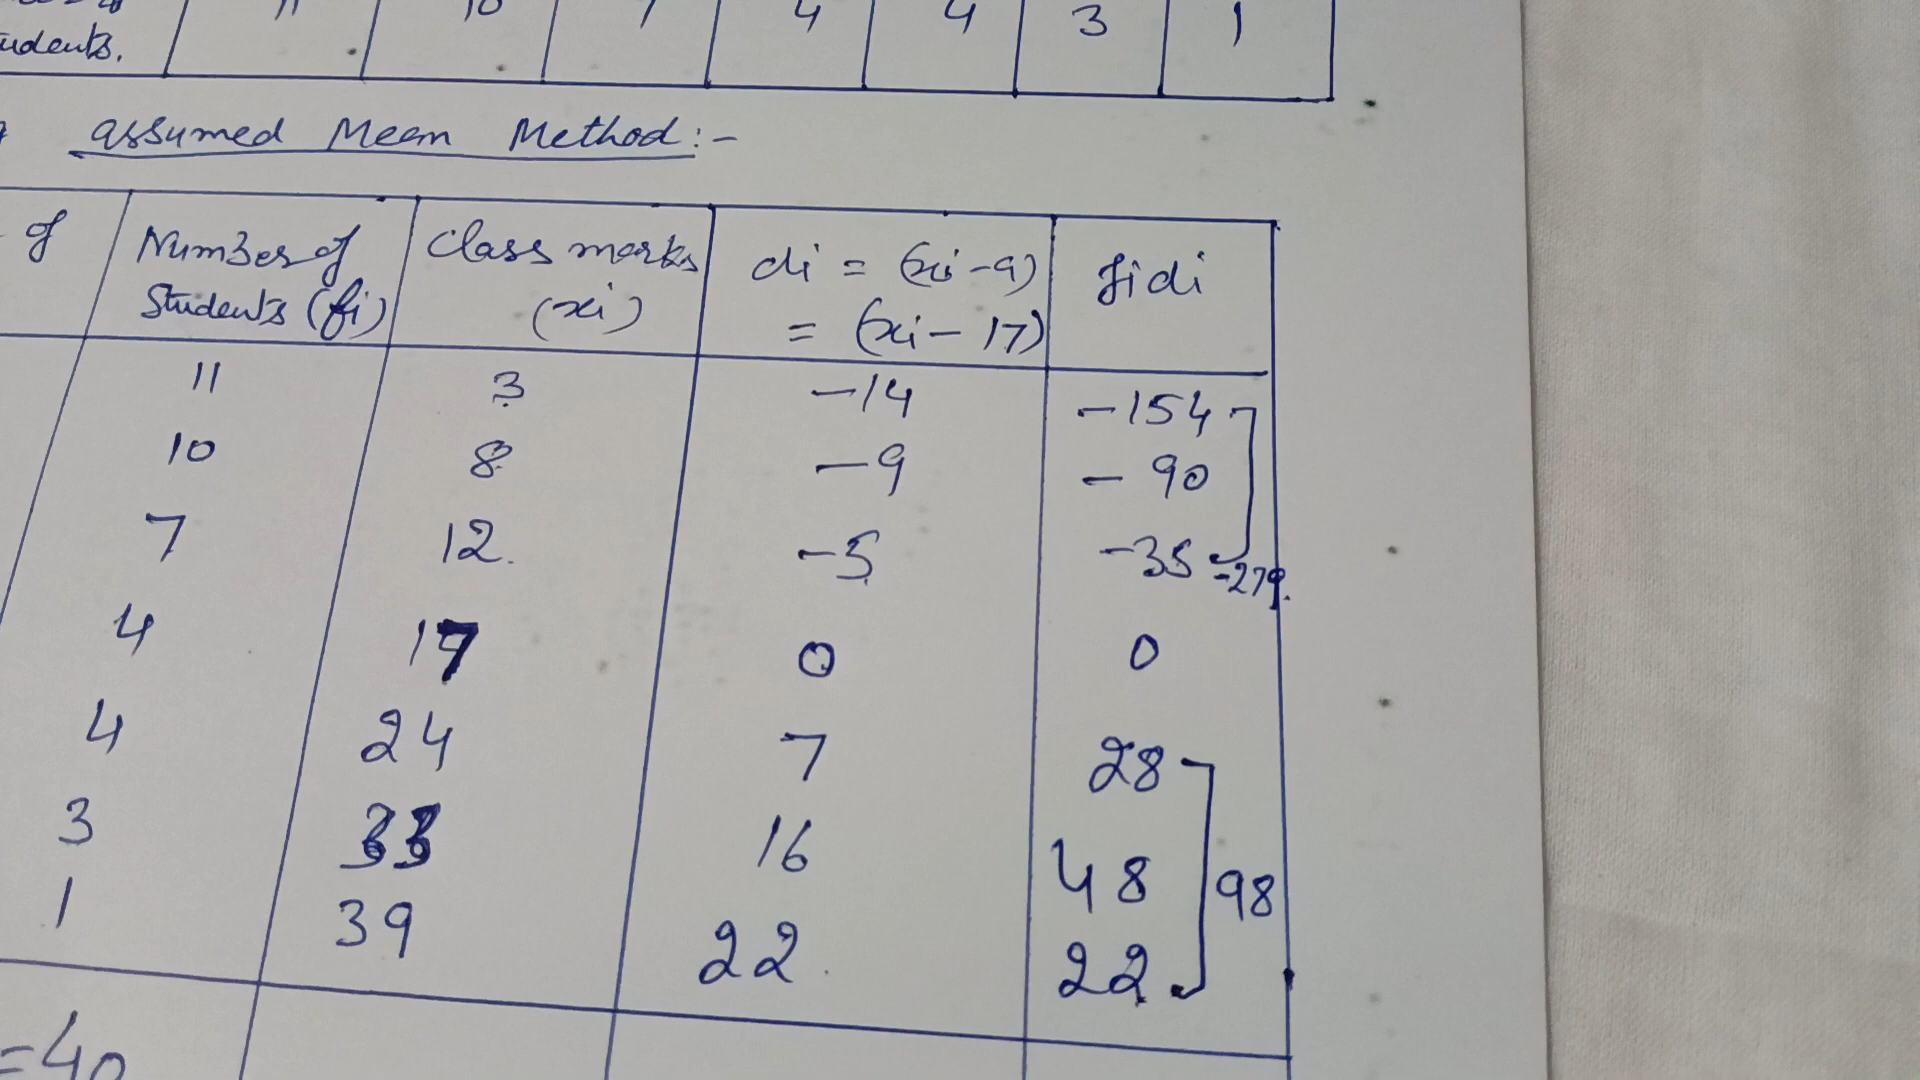 11 10 7 4 4 3 1
udents.
assumed Mean Method:-
of Number of Students (fi) Class marks (xi) di = (xi-a) = (xi-17) fidi
11 3 -14 -154
10 8 -9 -90
7 12. -5 -35 -279.
4 17 0 0
4 24 7 28
3 33 16 48 98
1 39 22 22
=40